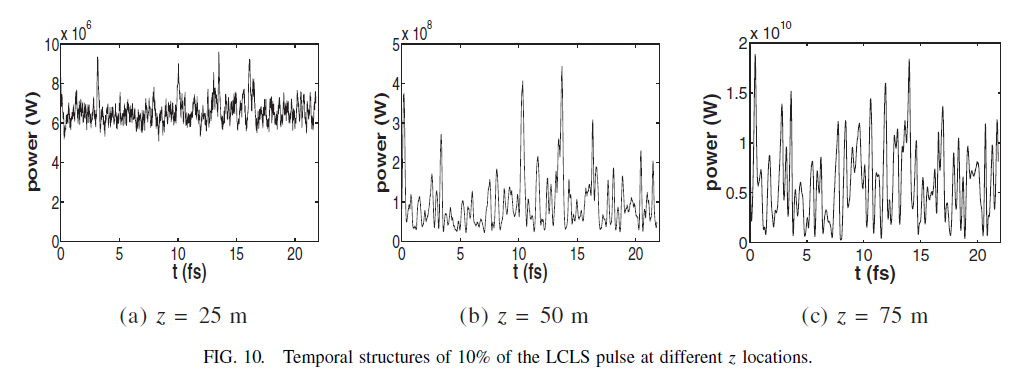 10 x 10^6
8
6
4
2
0
0 5 10 15 20
power (W)
t (fs)
(a) z = 25 m
5 x 10^8
4
3
2
1
0
0 5 10 15 20
power (W)
t (fs)
(b) z = 50 m
2 x 10^10
1.5
1
0.5
0
0 5 10 15 20
power (W)
t (fs)
(c) z = 75 m
FIG. 10. Temporal structures of 10% of the LCLS pulse at different z locations.